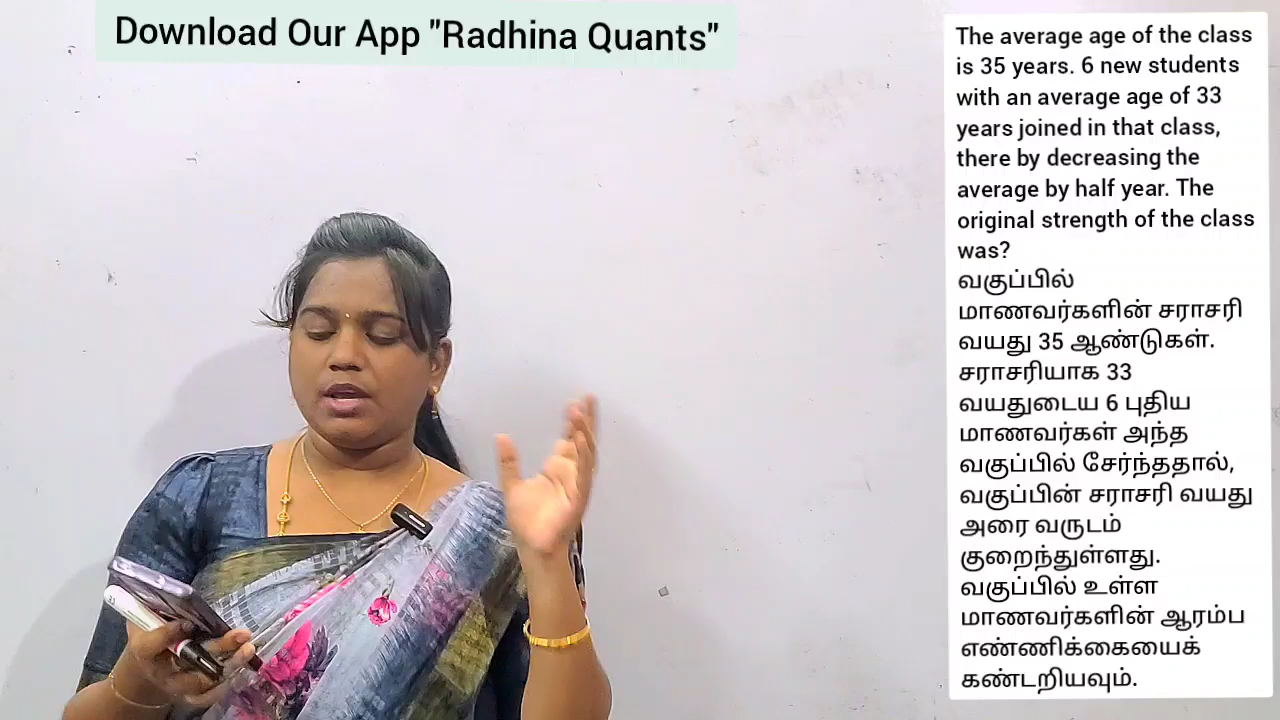 Download Our App "Radhina Quants"
The average age of the class
is 35 years. 6 new students
with an average age of 33
years joined in that class,
there by decreasing the
average by half year. The
original strength of the class
was?
வகுப்பில்
மாணவர்களின் சராசரி
வயது 35 ஆண்டுகள்.
சராசரியாக 33
வயதுடைய 6 புதிய
மாணவர்கள் அந்த
வகுப்பில் சேர்ந்ததால்,
வகுப்பின் சராசரி வயது
அரை வருடம்
குறைந்துள்ளது.
வகுப்பில் உள்ள
மாணவர்களின் ஆரம்ப
எண்ணிக்கையைக்
கண்டறியவும்.